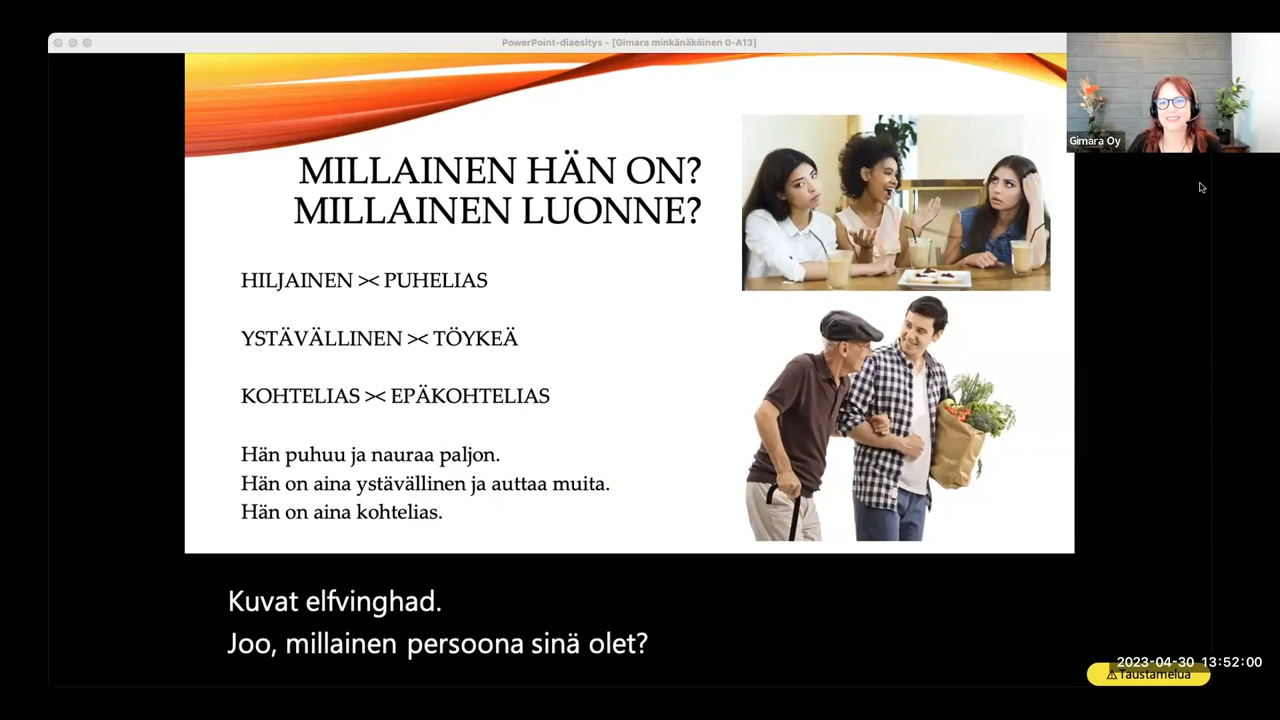 PowerPoint-diaesitys - [Gimara minkänäköinen 0-A13]
Gimara Oy
MILLAINEN HÄN ON?
MILLAINEN LUONNE?
HILJAINEN >< PUHELIAS
YSTÄVÄLLINEN >< TÖYKEÄ
KOHTELIAS >< EPÄKOHTELIAS
Hän puhuu ja nauraa paljon.
Hän on aina ystävällinen ja auttaa muita.
Hän on aina kohtelias.
Kuvat elfvinghad.
Joo, millainen persoona sinä olet?
2023-04-30 13:52:00
⚠Taustamelua